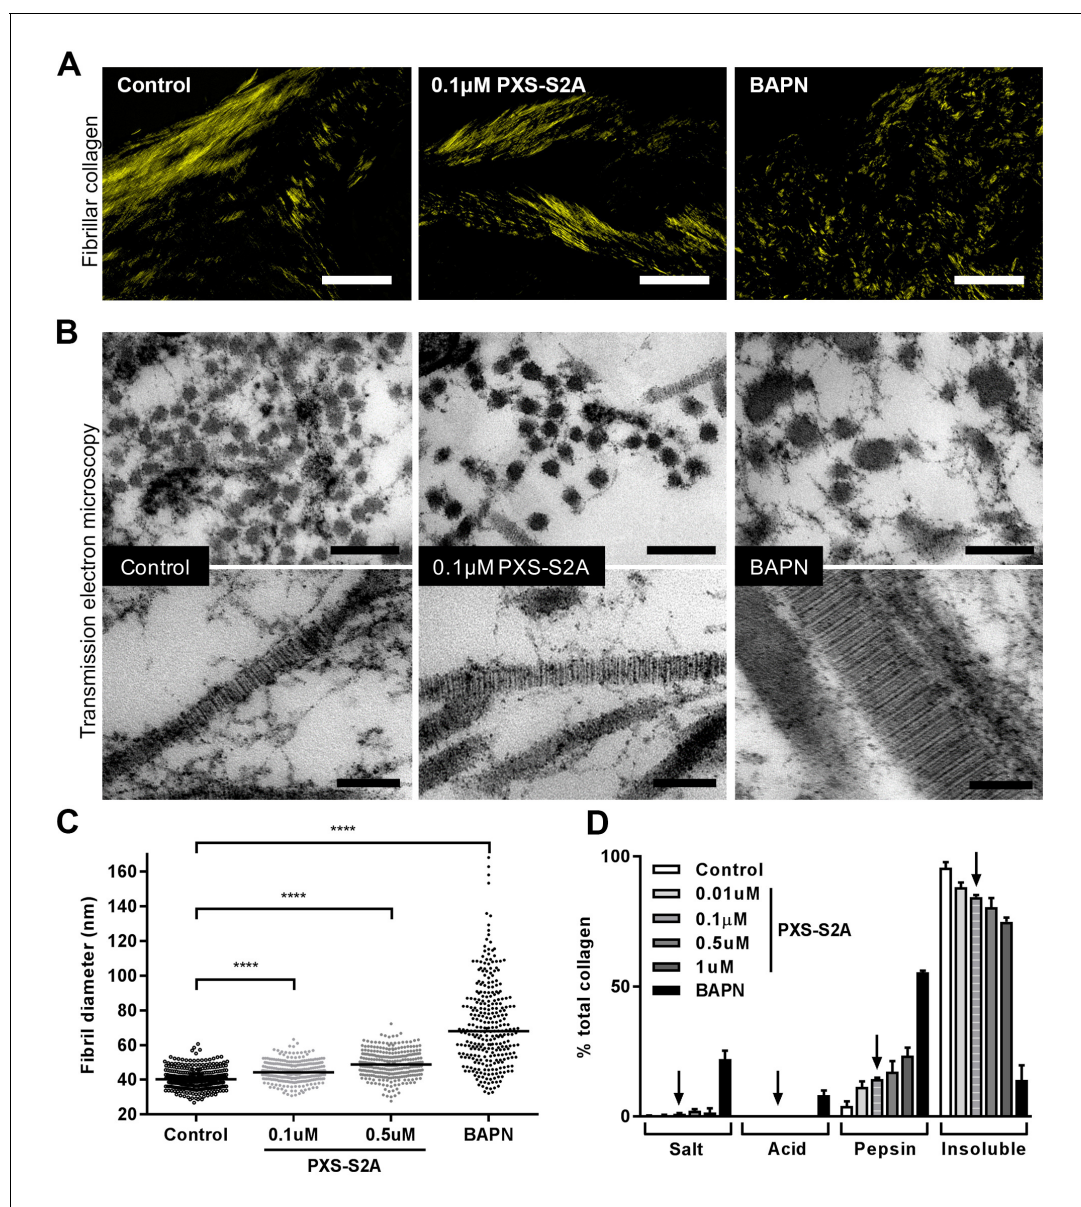 A
Fibrillar collagen
Control
0.1μM PXS-S2A
BAPN
B
Transmission electron microscopy
Control
0.1μM PXS-S2A
BAPN
C
Fibril diameter (nm)
160
140
120
100
80
60
40
20
****
****
****
Control
0.1uM
0.5uM
BAPN
PXS-S2A
D
% total collagen
100
50
0
Control
0.01uM
0.1μM
0.5uM
1uM
BAPN
PXS-S2A
Salt
Acid
Pepsin
Insoluble